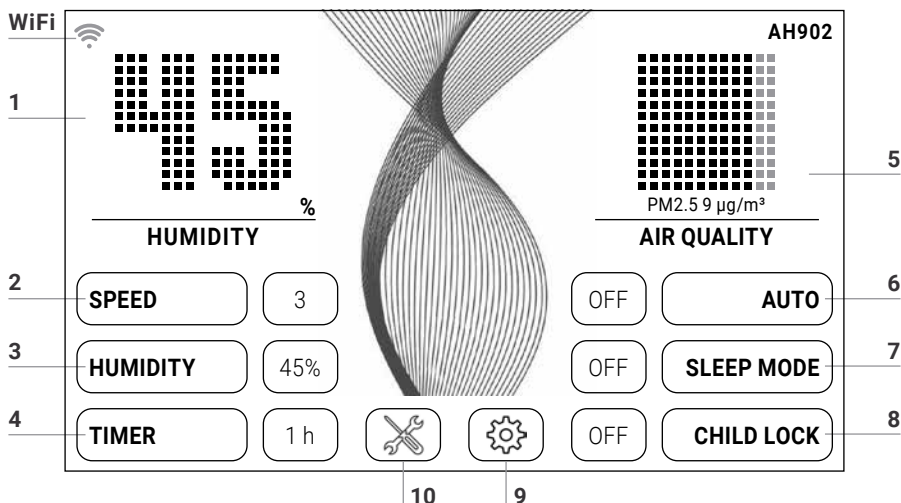 WiFi
AH902
1
45
%
HUMIDITY
5
PM2.5 9 µg/m³
AIR QUALITY
2
SPEED
3
OFF
AUTO
6
3
HUMIDITY
45%
OFF
SLEEP MODE
7
4
TIMER
1 h
OFF
CHILD LOCK
8
10
9